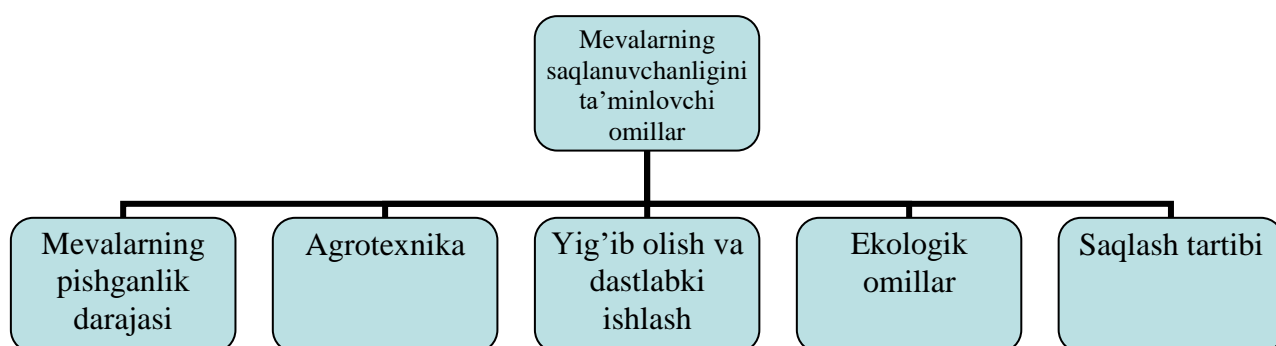 Mevalarning
saqlanuvchanligini
ta’minlovchi
omillar
Mevalarning
pishganlik
darajasi
Agrotexnika
Yig’ib olish va
dastlabki
ishlash
Ekologik
omillar
Saqlash tartibi